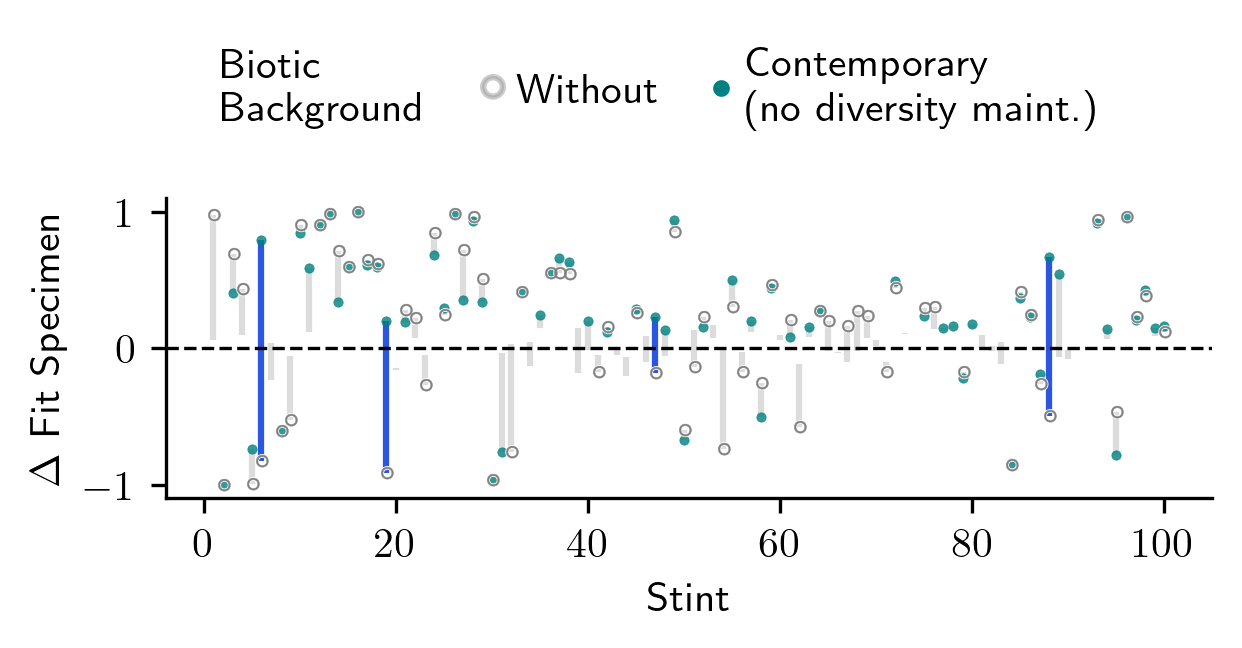 Biotic
Background
Without
Contemporary
(no diversity maint.)
Δ Fit Specimen
1
0
−1
0 20 40 60 80 100
Stint